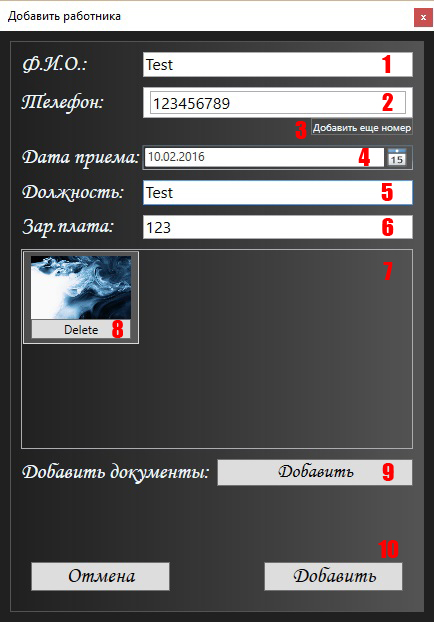 Добавить работника x
Ф.И.О.: Test 1
Телефон: 123456789 2
3 Добавить еще номер
Дата приема: 10.02.2016 4 15
Должность: Test 5
Зар.плата: 123 6
7
Delete 8
Добавить документы: Добавить 9
10
Отмена Добавить